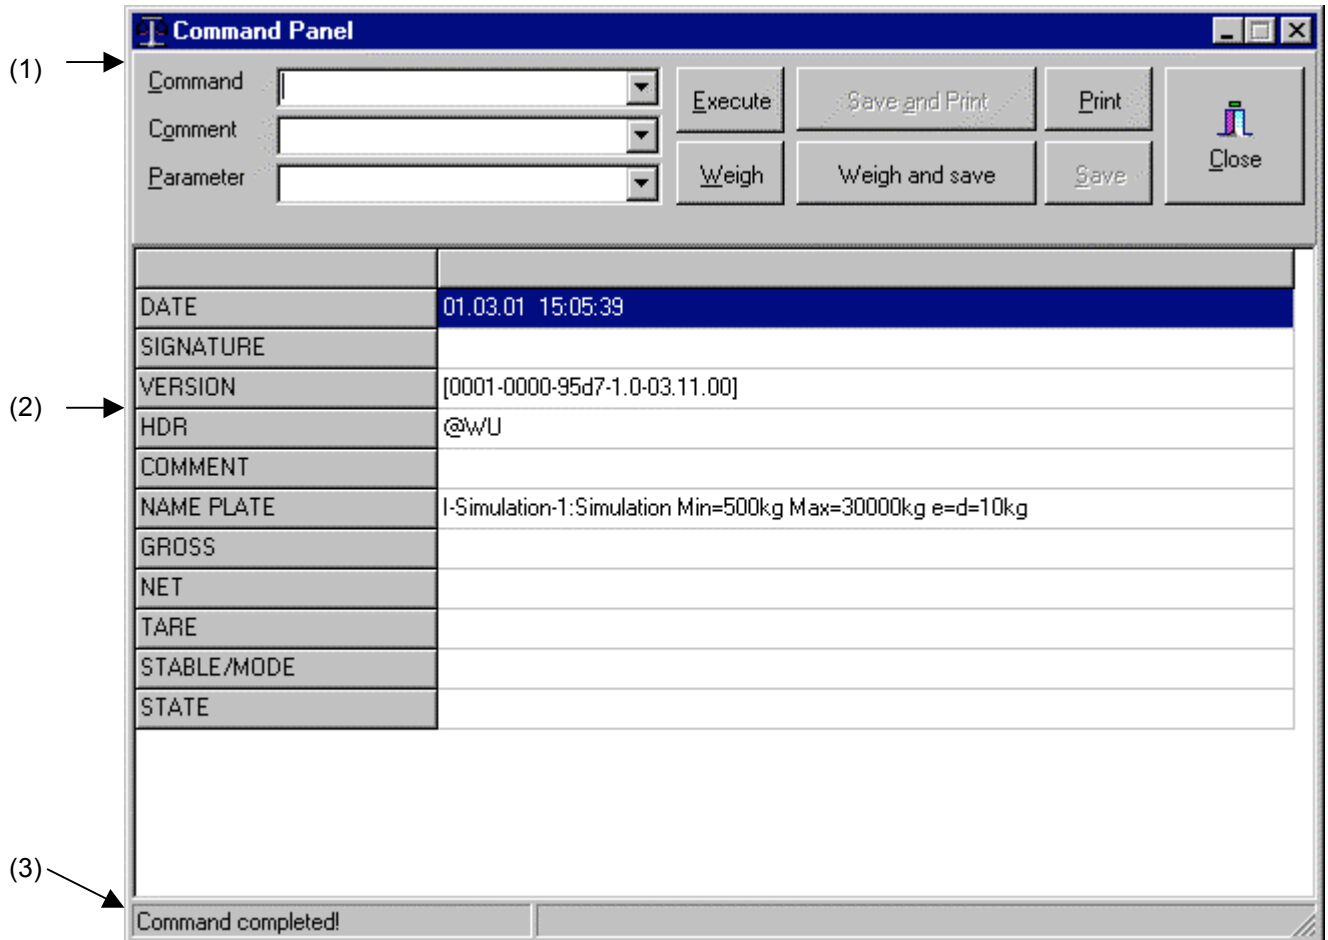 Command Panel
(1)
Command
Comment
Parameter
Execute
Save and Print
Print
Close
Weigh
Weigh and save
Save
DATE 01.03.01 15:05:39
SIGNATURE
(2)
VERSION [0001-0000-95d7-1.0-03.11.00]
HDR @WU
COMMENT
NAME PLATE I-Simulation-1:Simulation Min=500kg Max=30000kg e=d=10kg
GROSS
NET
TARE
STABLE/MODE
STATE
(3)
Command completed!